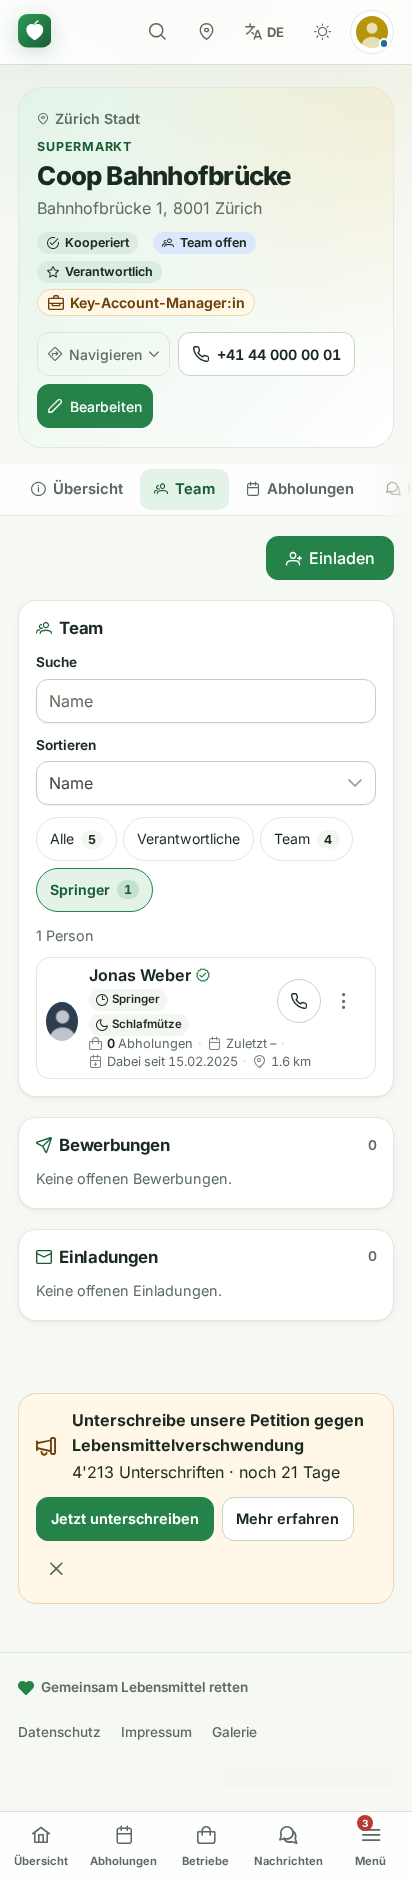 DE
Zürich Stadt
SUPERMARKT
Coop Bahnhofbrücke
Bahnhofbrücke 1, 8001 Zürich
Kooperiert
Team offen
Verantwortlich
Key-Account-Manager:in
Navigieren
+41 44 000 00 01
Bearbeiten
Übersicht
Team
Abholungen
Einladen
Team
Suche
Name
Sortieren
Name
Alle 5
Verantwortliche
Team 4
Springer 1
1 Person
Jonas Weber
Springer
Schlafmütze
0 Abholungen · Zuletzt – ·
Dabei seit 15.02.2025 · 1.6 km
Bewerbungen 0
Keine offenen Bewerbungen.
Einladungen 0
Keine offenen Einladungen.
Unterschreibe unsere Petition gegen
Lebensmittelverschwendung
4'213 Unterschriften · noch 21 Tage
Jetzt unterschreiben
Mehr erfahren
Gemeinsam Lebensmittel retten
Datenschutz
Impressum
Galerie
3
Übersicht
Abholungen
Betriebe
Nachrichten
Menü